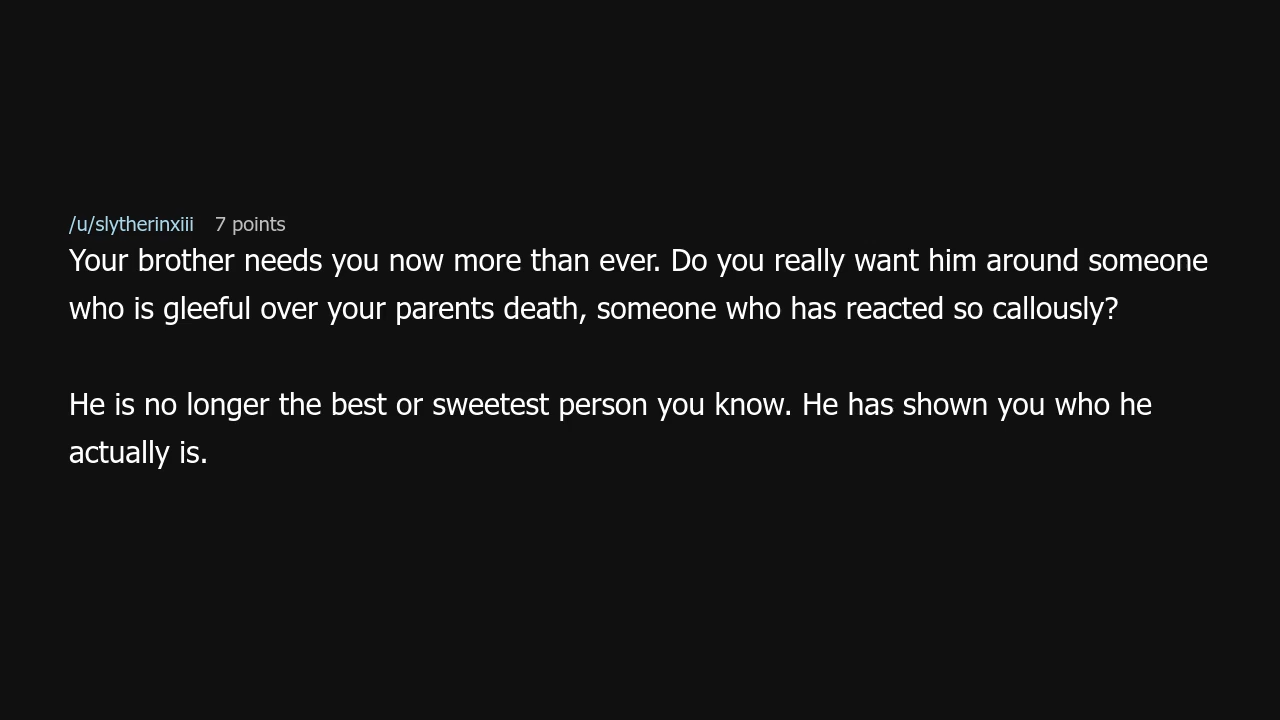 /u/slytherinxiii 7 points
Your brother needs you now more than ever. Do you really want him around someone
who is gleeful over your parents death, someone who has reacted so callously?
He is no longer the best or sweetest person you know. He has shown you who he
actually is.